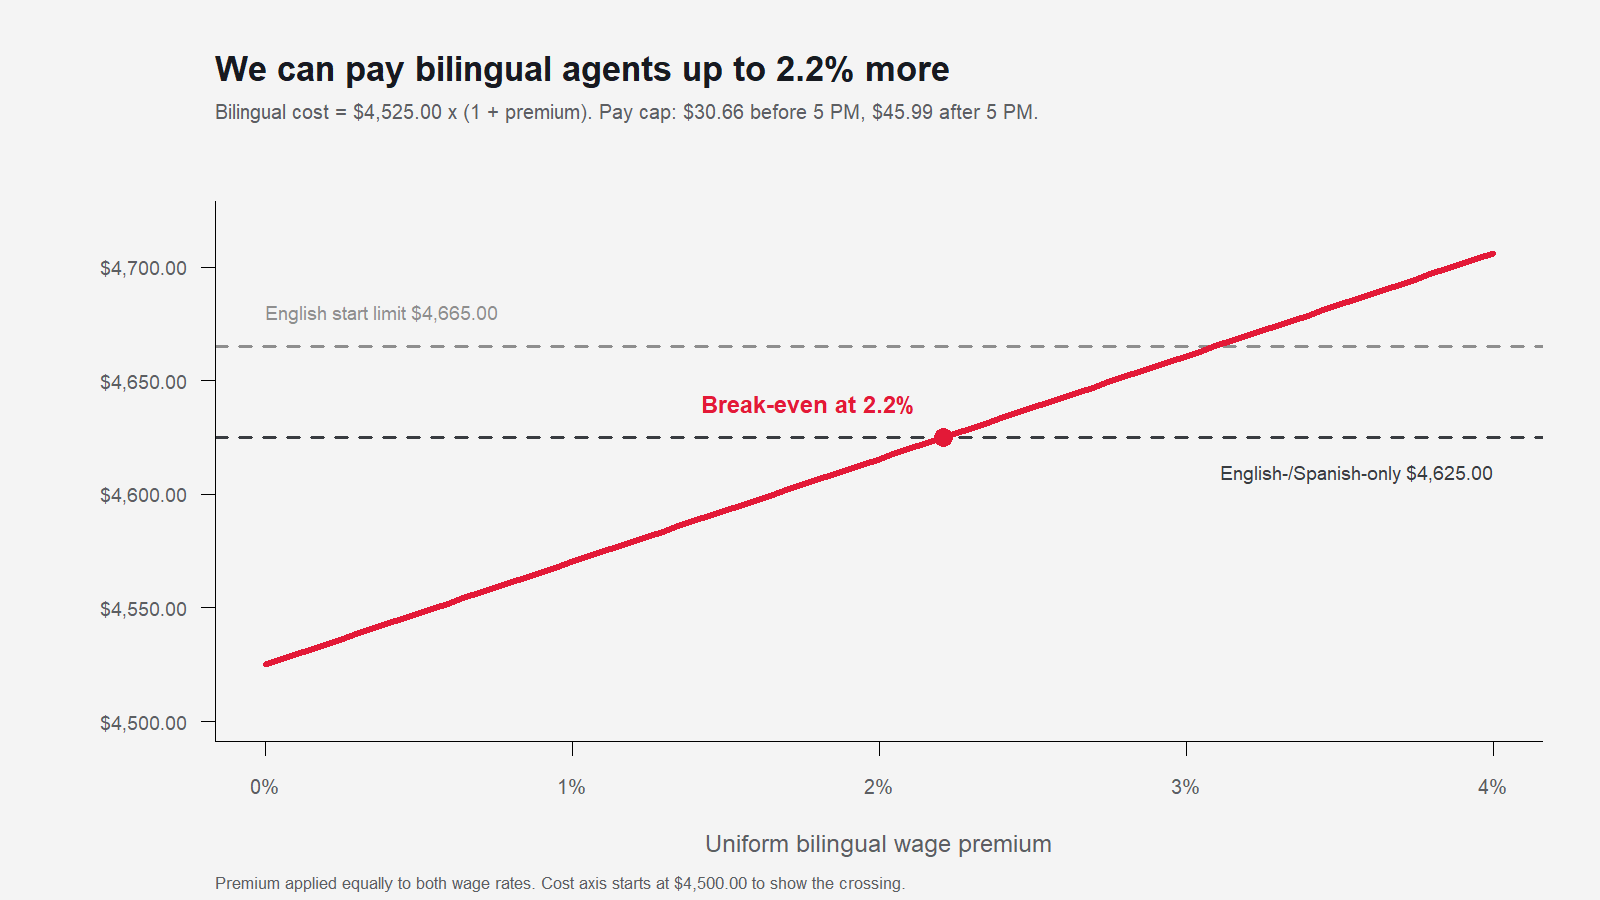 We can pay bilingual agents up to 2.2% more
Bilingual cost = $4,525.00 x (1 + premium). Pay cap: $30.66 before 5 PM, $45.99 after 5 PM.
$4,700.00
English start limit $4,665.00
$4,650.00
Break-even at 2.2%
English-/Spanish-only $4,625.00
$4,600.00
$4,550.00
$4,500.00
0%
1%
2%
3%
4%
Uniform bilingual wage premium
Premium applied equally to both wage rates. Cost axis starts at $4,500.00 to show the crossing.